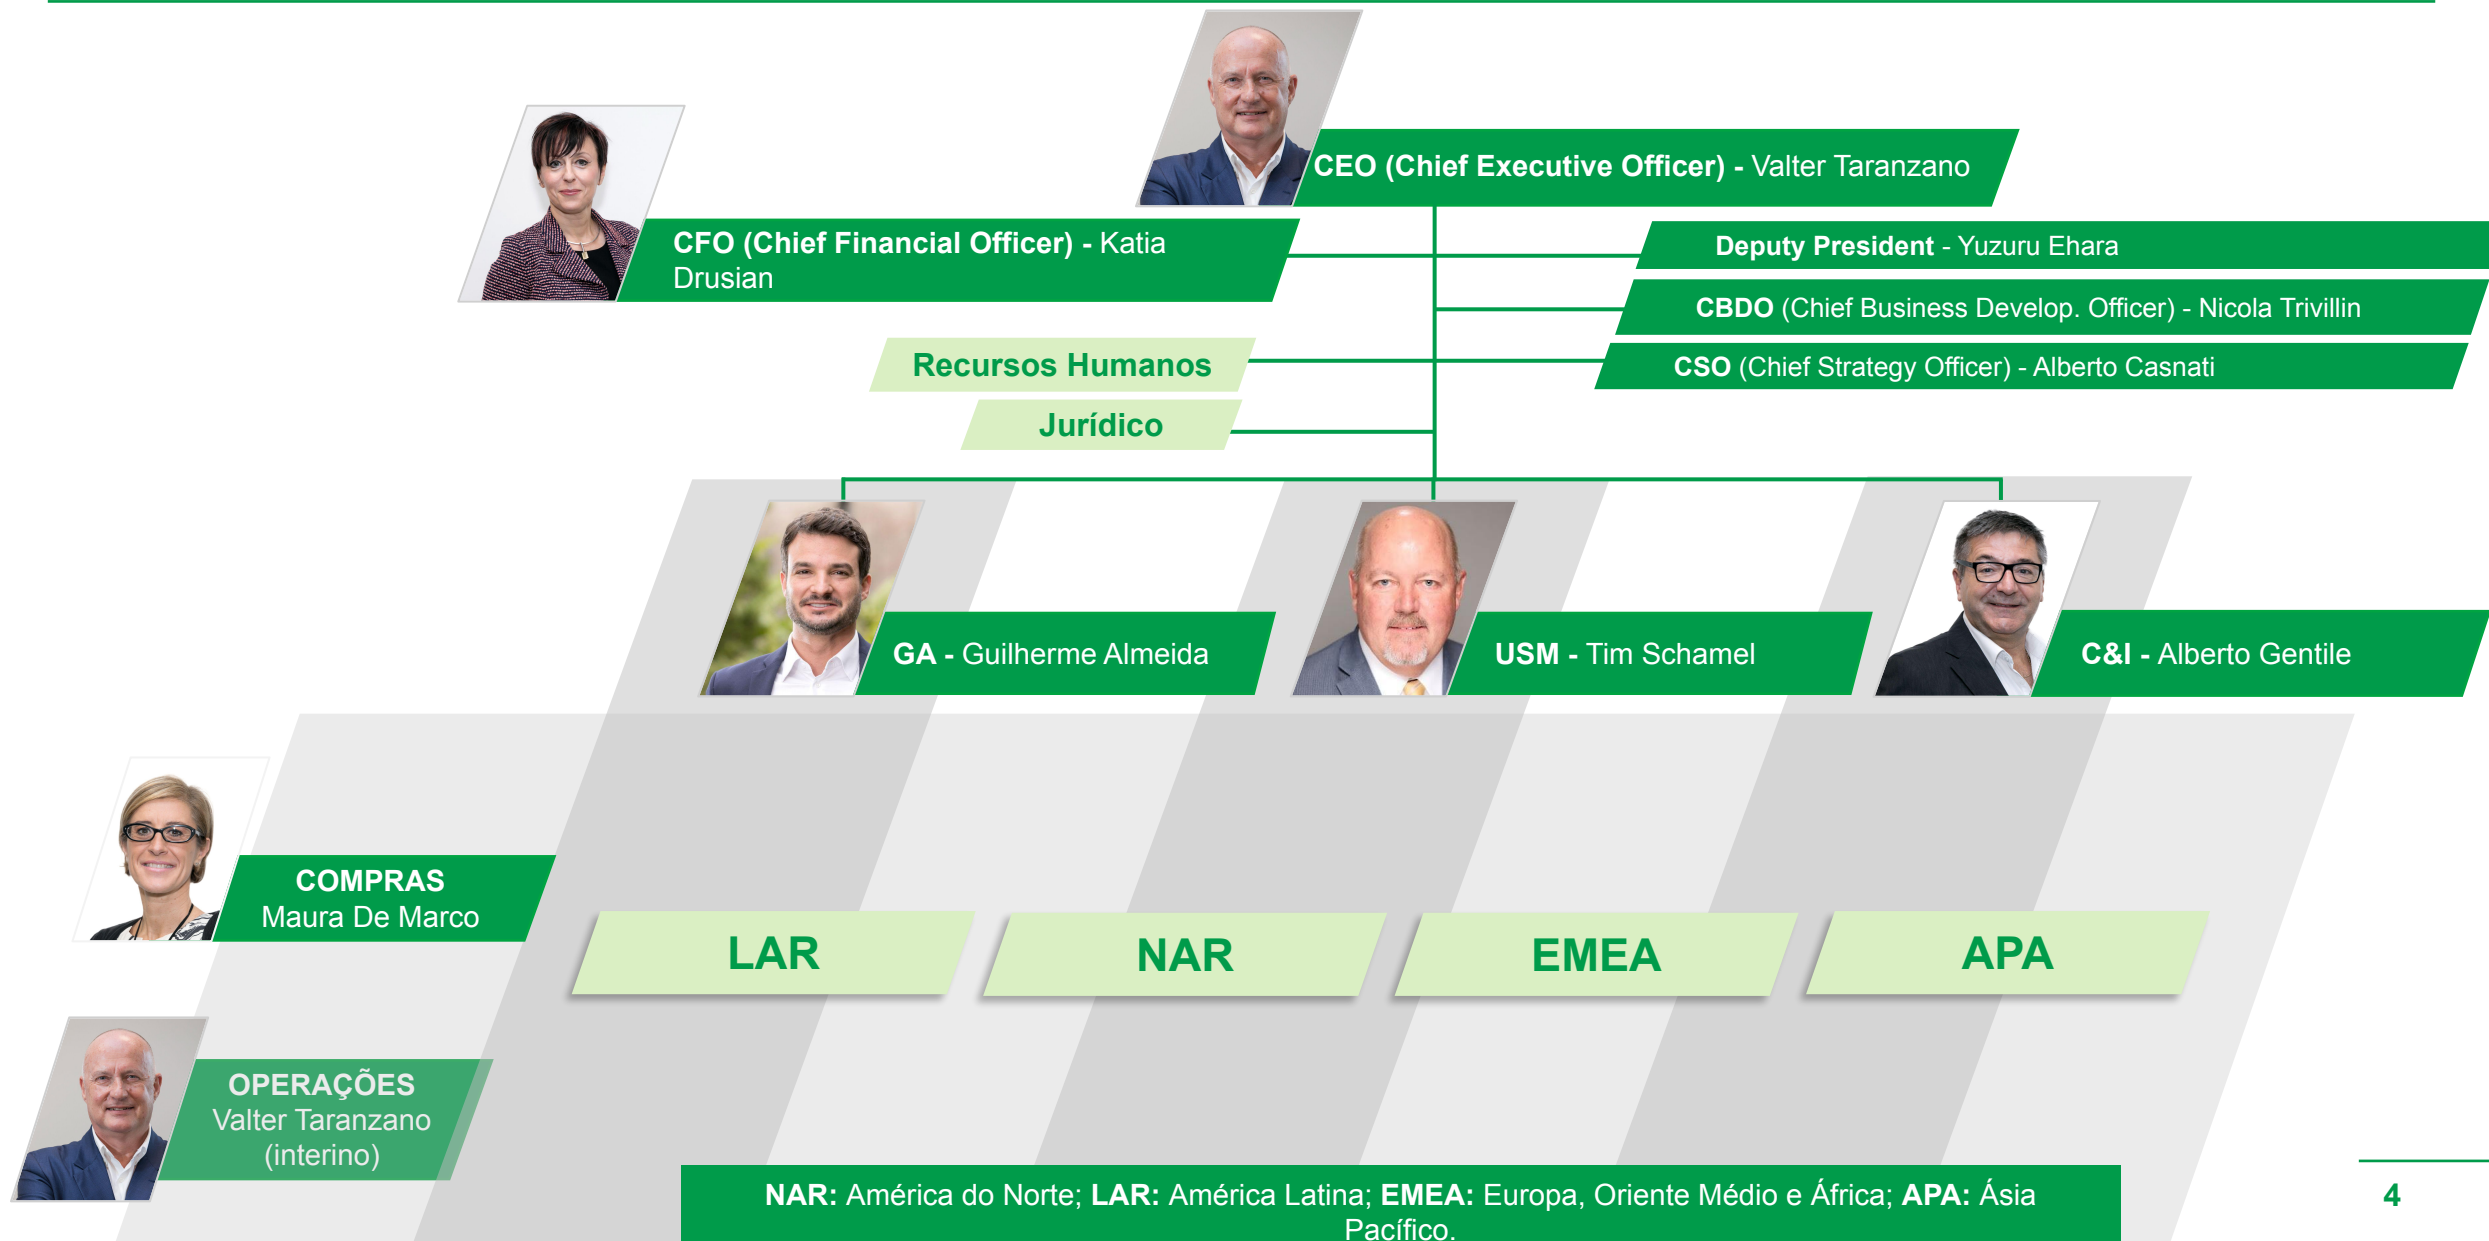 CEO (Chief Executive Officer) - Valter Taranzano
CFO (Chief Financial Officer) - Katia
Drusian
Deputy President - Yuzuru Ehara
CBDO (Chief Business Develop. Officer) - Nicola Trivillin
Recursos Humanos
CSO (Chief Strategy Officer) - Alberto Casnati
Jurídico
GA - Guilherme Almeida
USM - Tim Schamel
C&I - Alberto Gentile
COMPRAS
Maura De Marco
LAR
NAR
EMEA
APA
OPERAÇÕES
Valter Taranzano
(interino)
NAR: América do Norte; LAR: América Latina; EMEA: Europa, Oriente Médio e África; APA: Ásia
Pacífico.
4